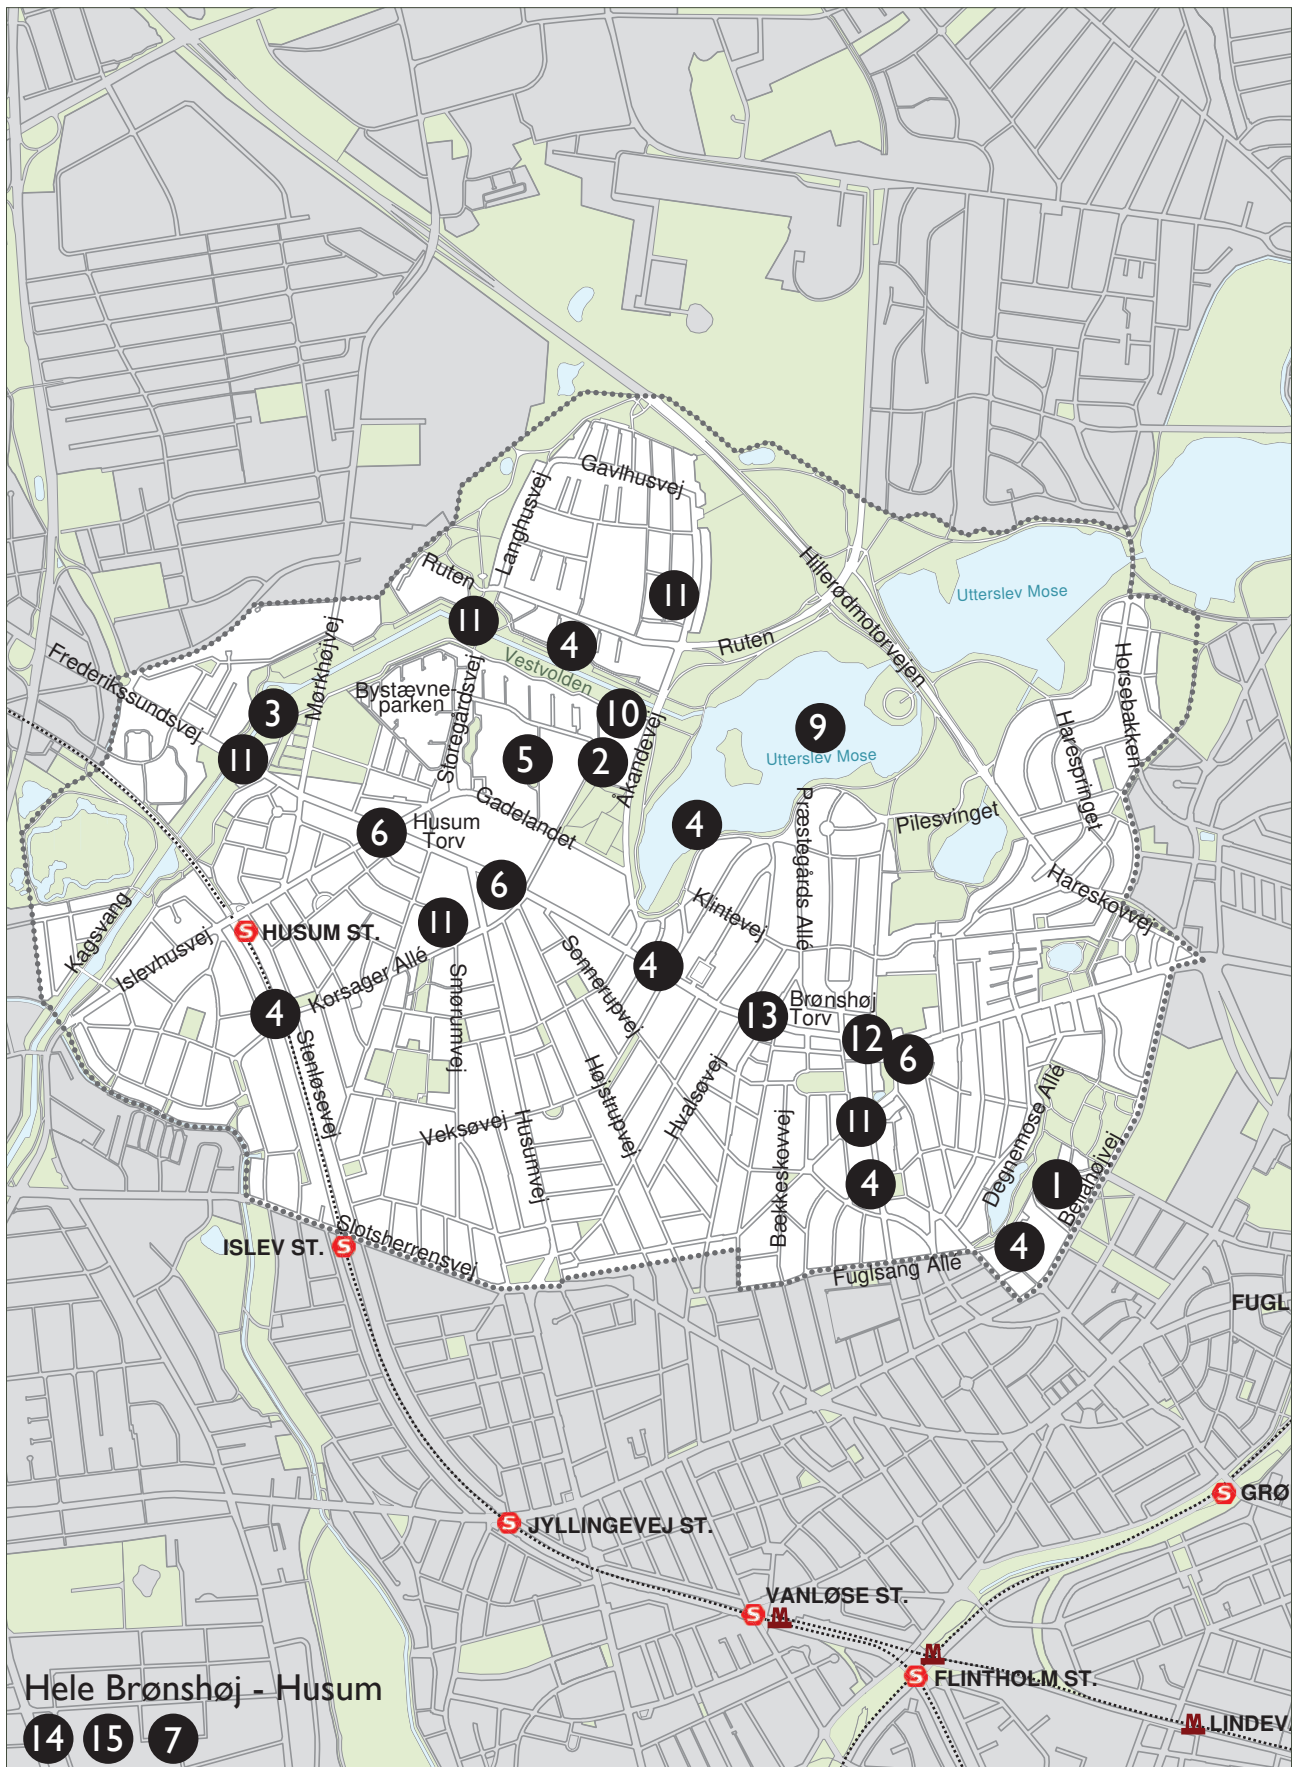 Gavlhusvej
Langhusvej
Ruten
Hillerødmotorvejen
11
Utterslev Mose
11
4
Ruten
Vestvolden
Frederikssundsvej
Mørkhøjvej
Bystævne-
parken
Storegårdsvej
Horsebakken
3
10
9
Harespringet
11
5
2
Åkandevej
Utterslev Mose
Gadelandet
Præstegårds Allé
Pilesvinget
6
Husum
Torv
4
6
Hareskovvej
Klintevej
11
Kagsvang
HUSUM ST.
Islevhusvej
Korsager Allé
Sonnerupvej
4
4
Smørumvej
13
Brønshøj
Torv
12
6
Stenløsevej
Højstrupvej
Hvalsøvej
Degnemose Allé
Veksøvej
Husumvej
11
Bækkeskovvej
4
1
Bellahøjvej
ISLEV ST.
Slotsherrensvej
4
Fuglsang Allé
FUGL
GRØ
JYLLINGEVEJ ST.
VANLØSE ST.
M
M
FLINTHOLM ST.
M LINDEV
Hele Brønshøj - Husum
14 15 7